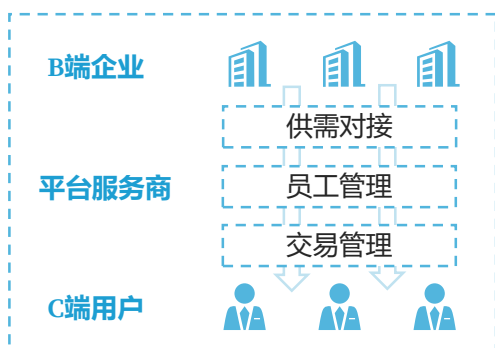 B端企业
供需对接
平台服务商
员工管理
交易管理
C端用户